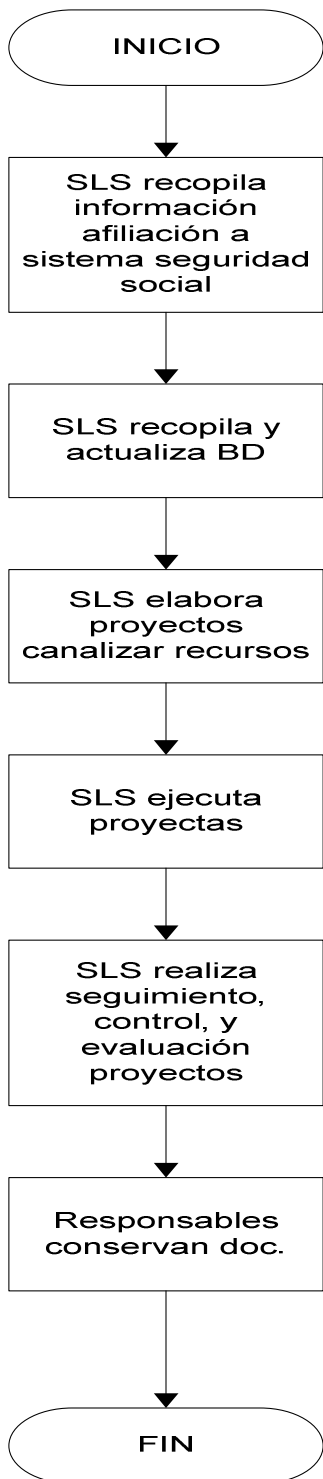 INICIO
SLS recopila
información
afiliación a
sistema seguridad
social
SLS recopila y
actualiza BD
SLS elabora
proyectos
canalizar recursos
SLS ejecuta
proyectas
SLS realiza
seguimiento,
control, y
evaluación
proyectos
Responsables
conservan doc.
FIN